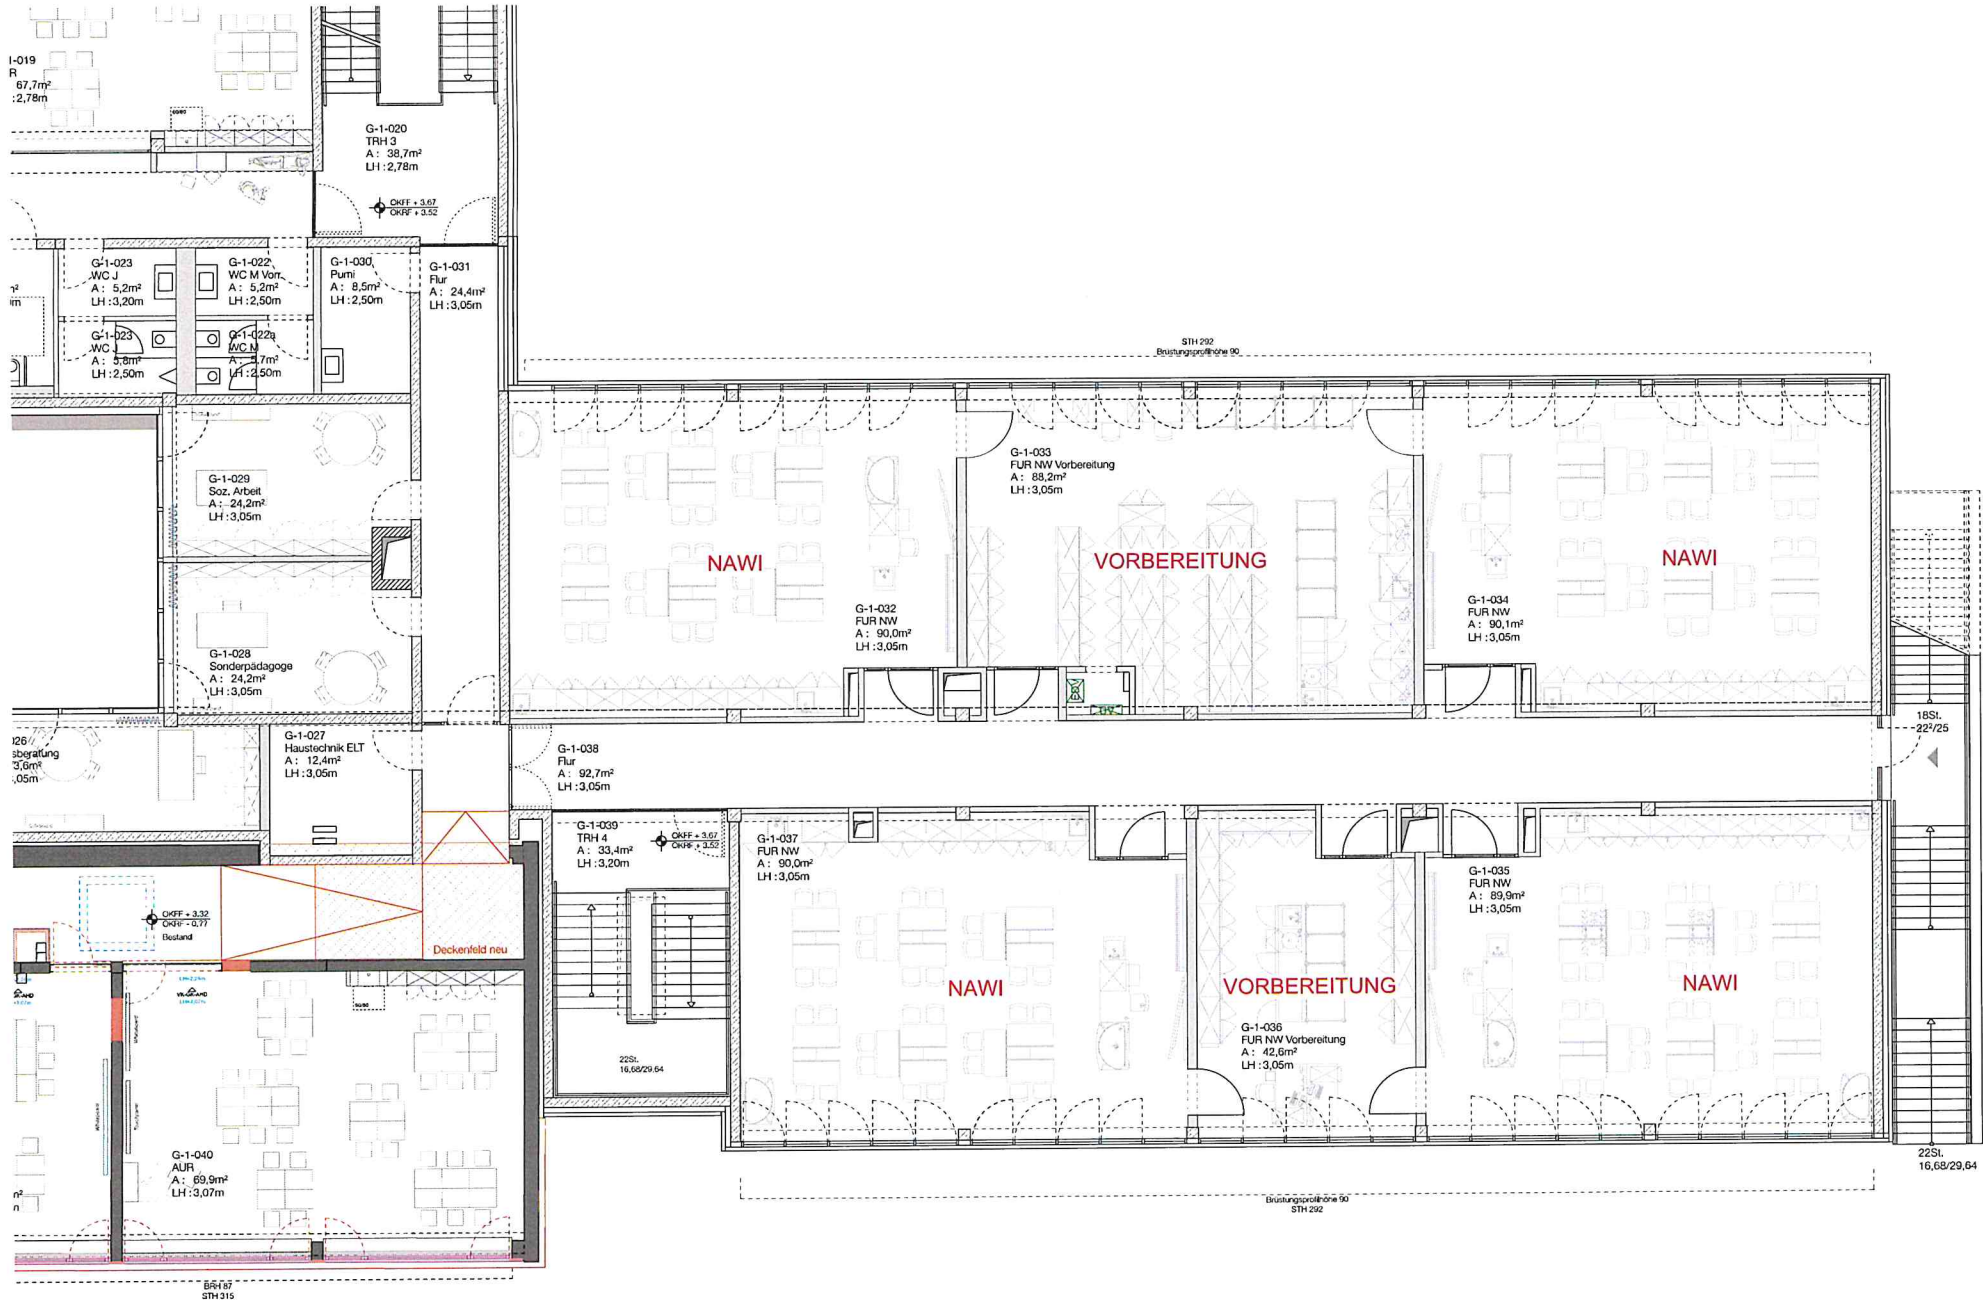 67,7m²
:2,78m
60/60
G-1-020
TRH 3
A : 38,7m²
LH : 2,78m
OKFF + 3.67
OKRF + 3.52
G-1-023
WC J
A : 5,2m²
LH : 3,20m
G-1-022
WC M Vorr.
A : 5,2m²
LH : 2,50m
G-1-030
Pumi
A : 8,5m²
LH : 2,50m
G-1-031
Flur
A : 24,4m²
LH : 3,05m
G-1-023
WC J
A : 5,8m²
LH : 2,50m
G-1-022a
WC M
A : 5,7m²
LH : 2,50m
STH 292
Brüstungsprofilhöhe 90
G-1-029
Soz. Arbeit
A : 24,2m²
LH : 3,05m
G-1-033
FUR NW Vorbereitung
A : 88,2m²
LH : 3,05m
NAWI
VORBEREITUNG
NAWI
G-1-032
FUR NW
A : 90,0m²
LH : 3,05m
G-1-034
FUR NW
A : 90,1m²
LH : 3,05m
G-1-028
Sonderpädagoge
A : 24,2m²
LH : 3,05m
18St.
22²/25
sberatung
G-1-027
Haustechnik ELT
A : 12,4m²
LH : 3,05m
G-1-038
Flur
A : 92,7m²
LH : 3,05m
G-1-039
TRH 4
A : 33,4m²
LH : 3,20m
OKFF + 3.67
OKRF + 3.52
G-1-037
FUR NW
A : 90,0m²
LH : 3,05m
G-1-035
FUR NW
A : 89,9m²
LH : 3,05m
OKFF + 3.32
OKRF - 0.77
Bestand
Deckenfeld neu
60/60
NAWI
VORBEREITUNG
NAWI
G-1-036
FUR NW Vorbereitung
A : 42,6m²
LH : 3,05m
22St.
16,68/29,64
G-1-040
AUR
A : 69,9m²
LH : 3,07m
22St.
16,68/29,64
Brüstungsprofilhöhe 90
STH 292
BRH 87
STH 315